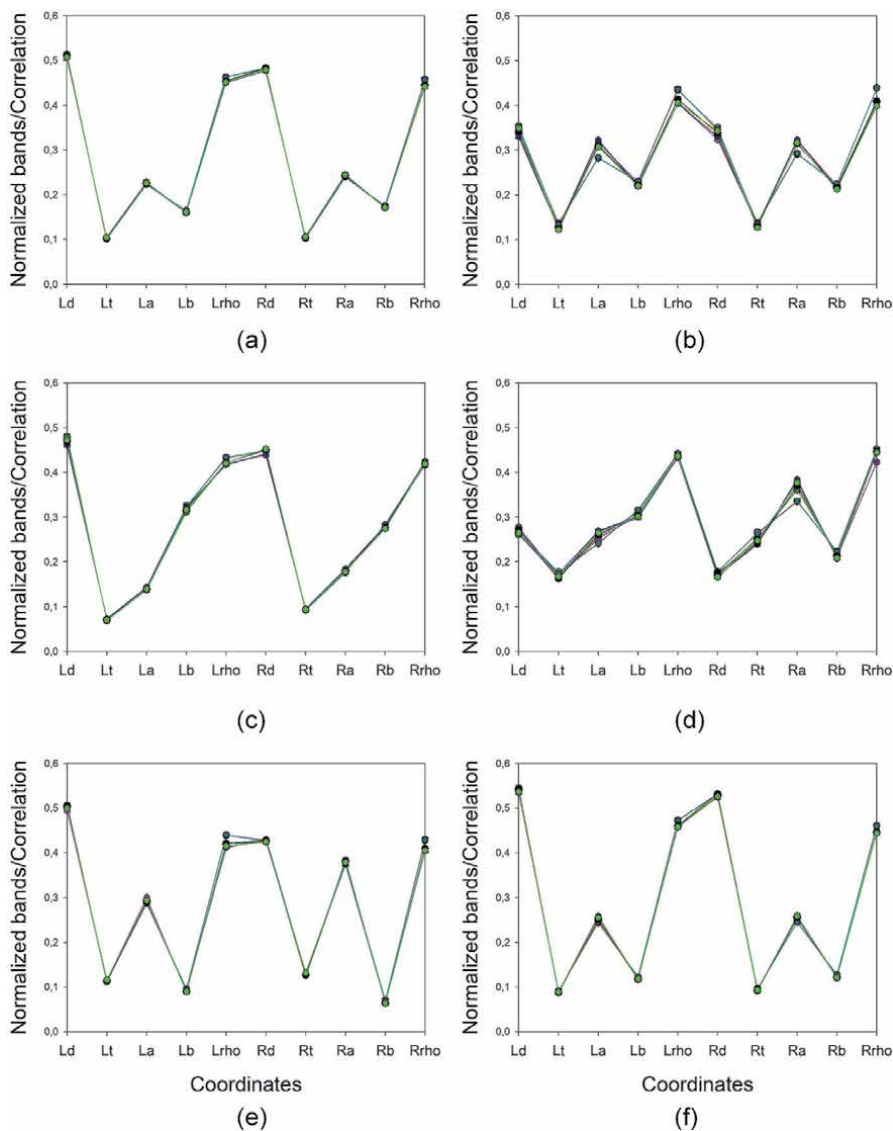 Normalized bands/Correlation
0,6
0,5
0,4
0,3
0,2
0,1
0,0
Ld Lt La Lb Lrho Rd Rt Ra Rb Rrho
(a)
Normalized bands/Correlation
0,6
0,5
0,4
0,3
0,2
0,1
0,0
Ld Lt La Lb Lrho Rd Rt Ra Rb Rrho
(b)
Normalized bands/Correlation
0,6
0,5
0,4
0,3
0,2
0,1
0,0
Ld Lt La Lb Lrho Rd Rt Ra Rb Rrho
(c)
Normalized bands/Correlation
0,6
0,5
0,4
0,3
0,2
0,1
0,0
Ld Lt La Lb Lrho Rd Rt Ra Rb Rrho
(d)
Normalized bands/Correlation
0,6
0,5
0,4
0,3
0,2
0,1
0,0
Ld Lt La Lb Lrho Rd Rt Ra Rb Rrho
Coordinates
(e)
Normalized bands/Correlation
0,6
0,5
0,4
0,3
0,2
0,1
0,0
Ld Lt La Lb Lrho Rd Rt Ra Rb Rrho
Coordinates
(f)